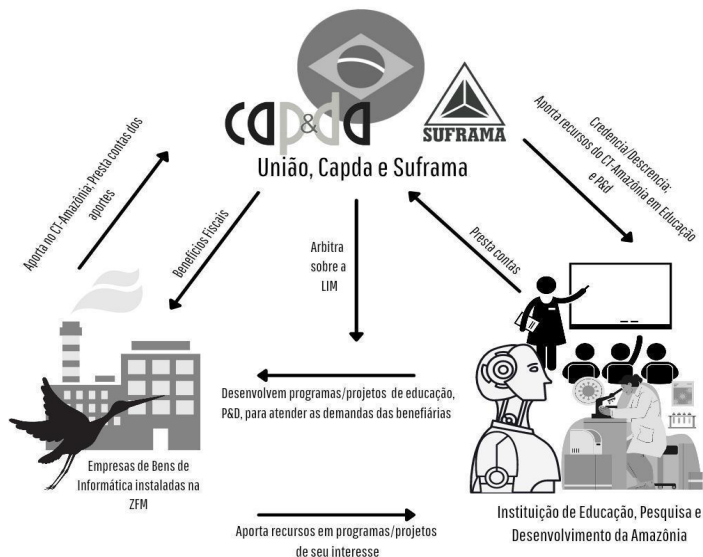 cap&da
SUFRAMA
União, Capda e Suframa
Aporta no CT-Amazônia; Presta contas dos
aportes
Benefícios Fiscais
Arbitra
sobre a
LIM
Presta contas
Credencia/Descrencia;
Aporta recursos do CT-Amazônia em Educação
e P&d
Desenvolvem programas/projetos de educação,
P&D, para atender as demandas das benefiárias
Empresas de Bens de
Informática instaladas na
ZFM
Aporta recursos em programas/projetos
de seu interesse
Instituição de Educação, Pesquisa e
Desenvolvimento da Amazônia